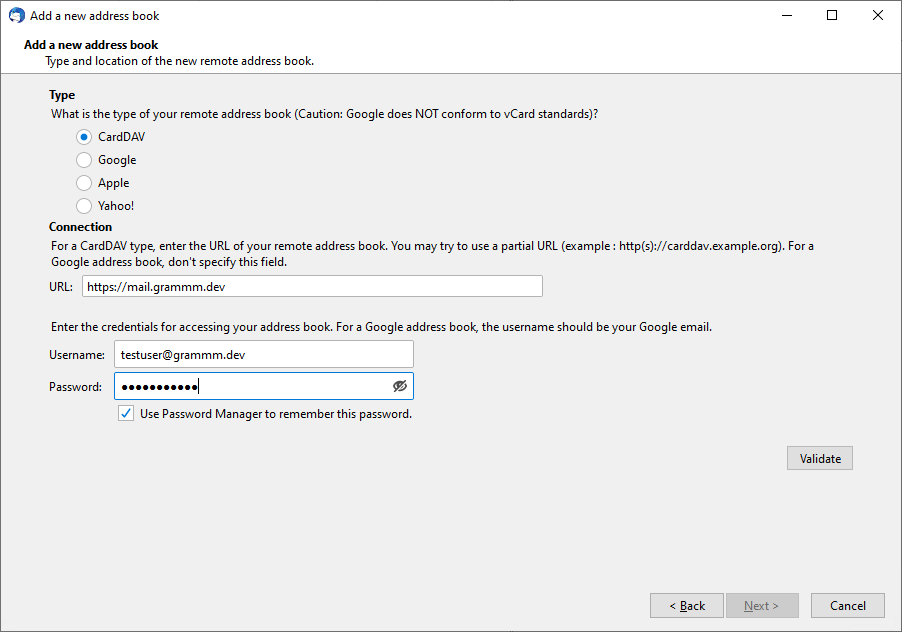 Add a new address book
Add a new address book
Type and location of the new remote address book.
Type
What is the type of your remote address book (Caution: Google does NOT conform to vCard standards)?
CardDAV
Google
Apple
Yahoo!
Connection
For a CardDAV type, enter the URL of your remote address book. You may try to use a partial URL (example : http(s)://carddav.example.org). For a
Google address book, don't specify this field.
URL: https://mail.grammm.dev
Enter the credentials for accessing your address book. For a Google address book, the username should be your Google email.
Username: testuser@grammm.dev
Password: ●●●●●●●●●●●
Use Password Manager to remember this password.
Validate
< Back Next > Cancel